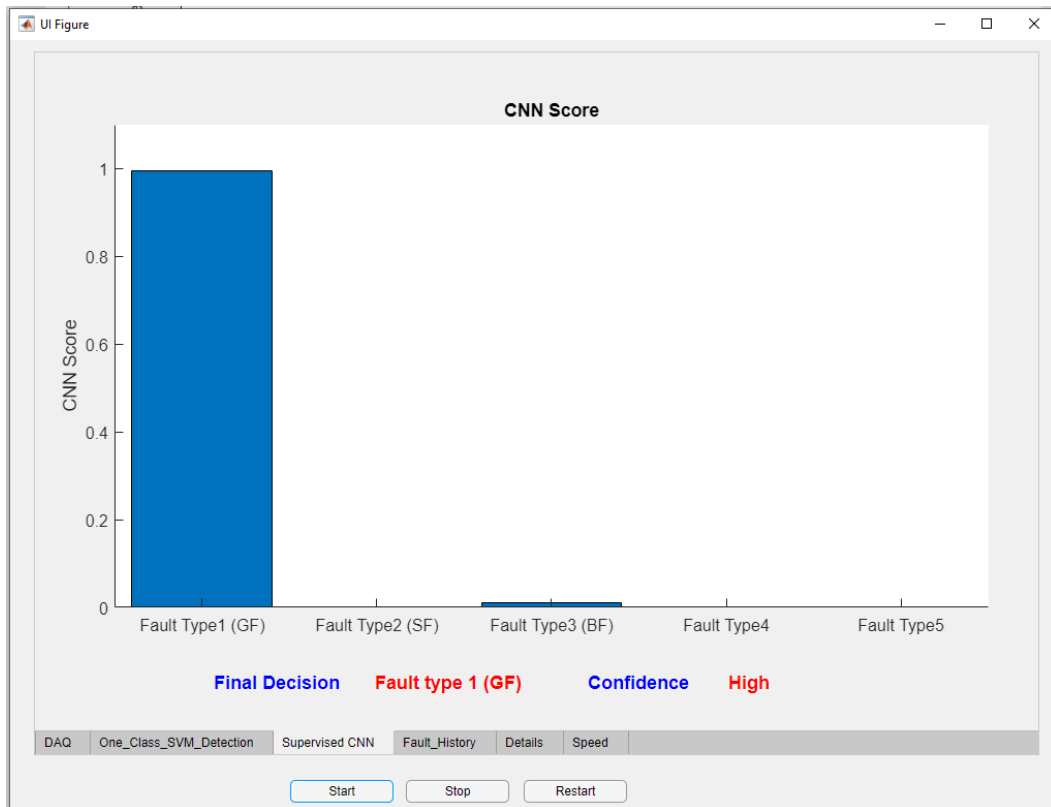 UI Figure
CNN Score
1
0.8
0.6
0.4
0.2
0
CNN Score
Fault Type1 (GF) Fault Type2 (SF) Fault Type3 (BF) Fault Type4 Fault Type5
Final Decision Fault type 1 (GF) Confidence High
DAQ One_Class_SVM_Detection Supervised CNN Fault_History Details Speed
Start Stop Restart